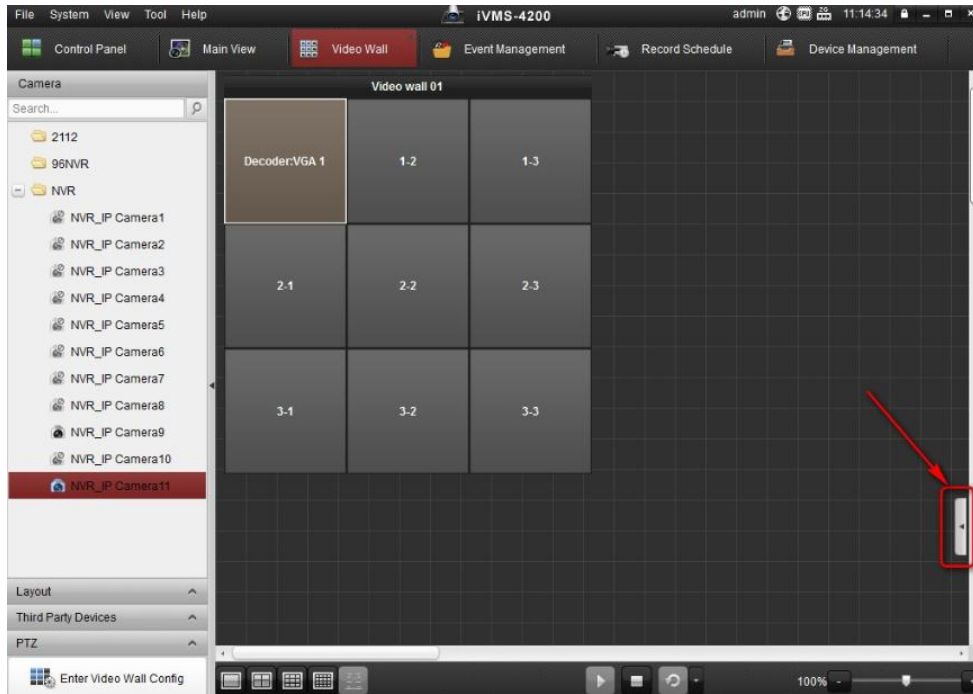 File System View Tool Help
iVMS-4200
admin
11:14:34
Control Panel
Main View
Video Wall
Event Management
Record Schedule
Device Management
Camera
Search...
2112
96NVR
NVR
NVR_IP Camera1
NVR_IP Camera2
NVR_IP Camera3
NVR_IP Camera4
NVR_IP Camera5
NVR_IP Camera6
NVR_IP Camera7
NVR_IP Camera8
NVR_IP Camera9
NVR_IP Camera10
NVR_IP Camera11
Layout
Third Party Devices
PTZ
Enter Video Wall Config
Video wall 01
Decoder:VGA 1
1-2
1-3
2-1
2-2
2-3
3-1
3-2
3-3
100%